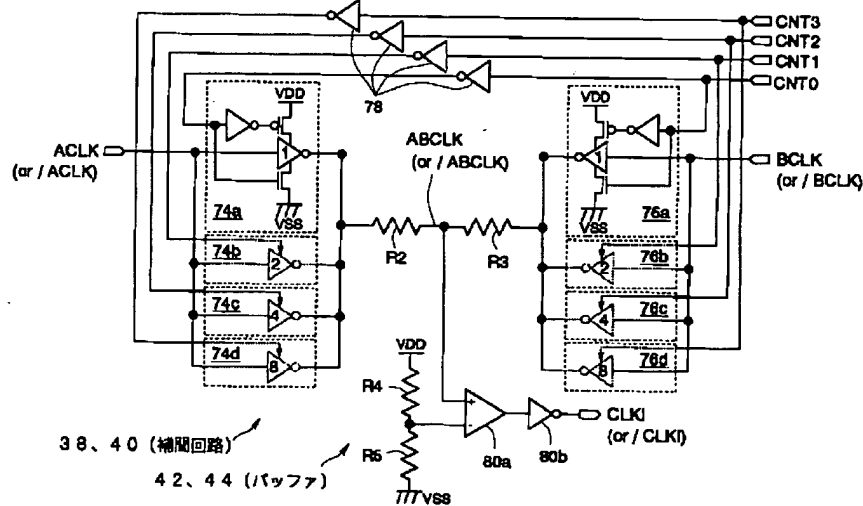 CNT3
CNT2
CNT1
CNT0
78
VDD
1
74a
VSS
ACLK
(or / ACLK)
2
74b
4
74c
8
74d
R2
ABCLK
(or / ABCLK)
R3
VDD
1
76a
VSS
BCLK
(or / BCLK)
2
76b
4
76c
8
76d
VDD
R4
R5
VSS
+
-
80a
80b
CLKI
(or / CLKI)
38、40 (補間回路)
42、44 (バッファ)